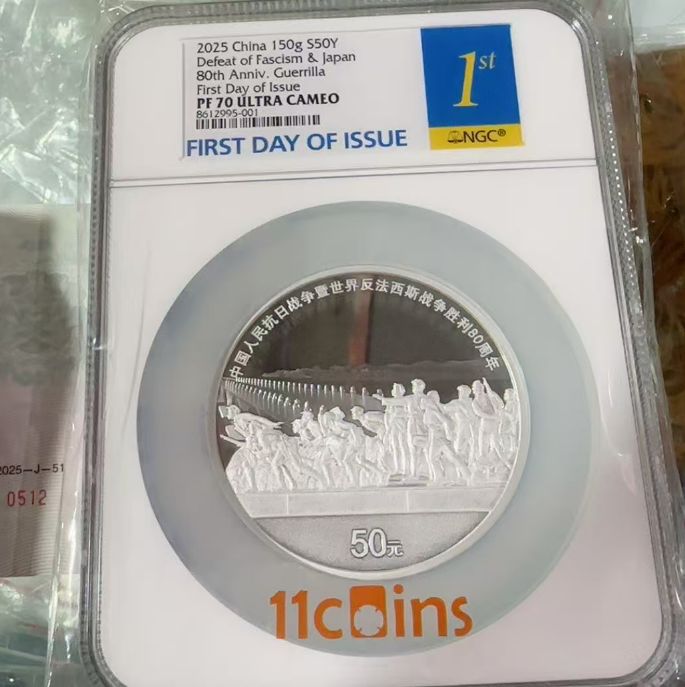 2025 China 150g S50Y
Defeat of Fascism & Japan
80th Anniv. Guerrilla
First Day of Issue
PF 70 ULTRA CAMEO
8612995-001
FIRST DAY OF ISSUE
1st
NGC®
中国人民抗日战争暨世界反法西斯战争胜利80周年
50元
2025-J-51
0512
11coins